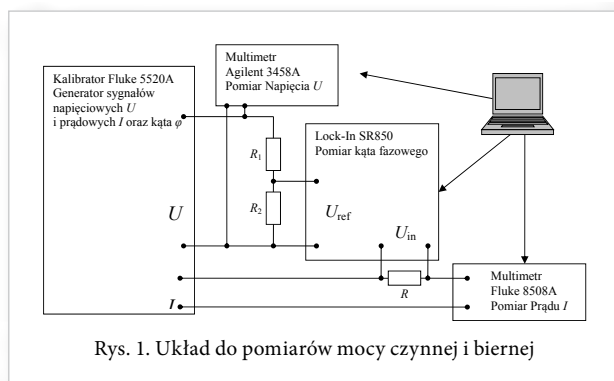 Kalibrator Fluke 5520A
Generator sygnałów
napięciowych U
i prądowych I oraz kąta φ
Multimetr
Agilent 3458A
Pomiar Napięcia U
Lock-In SR850
Pomiar kąta fazowego
R1
R2
U
Uref
Uin
R
I
Multimetr
Fluke 8508A
Pomiar Prądu I
Rys. 1. Układ do pomiarów mocy czynnej i biernej